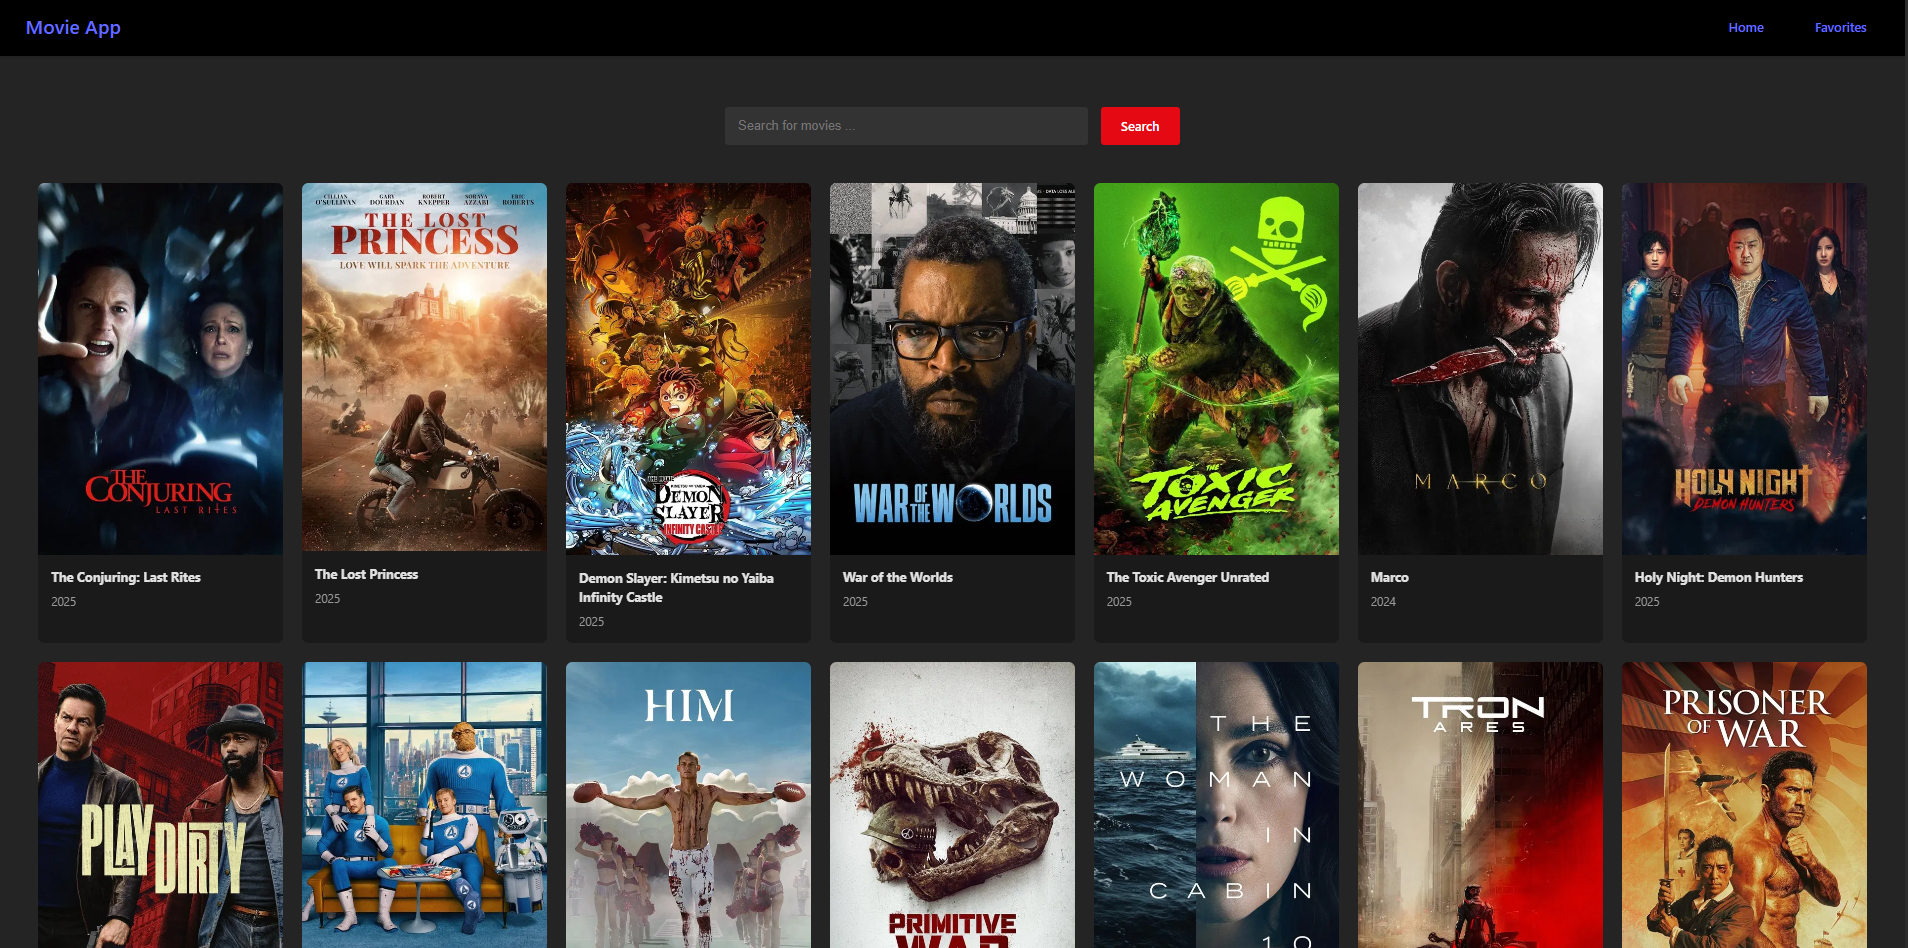 Movie App
Home
Favorites
Search for movies ...
Search
THE
CONJURING
LAST RITES
CILLIAN O'SULLIVAN
GARY DOURDAN
ROBERT KNEPPER
SORAYA AZZABI
ERIC ROBERTS
THE LOST
PRINCESS
LOVE WILL SPARK THE ADVENTURE
KIMETSU NO YAIBA
DEMON
SLAYER
INFINITY CASTLE
WAR OF THE WORLDS
THE
TOXIC
AVENGER
MARCO
HOLY NIGHT
DEMON HUNTERS
The Conjuring: Last Rites
2025
The Lost Princess
2025
Demon Slayer: Kimetsu no Yaiba
Infinity Castle
2025
War of the Worlds
2025
The Toxic Avenger Unrated
2025
Marco
2024
Holy Night: Demon Hunters
2025
PLAY
DIRTY
4
HIM
PRIMITIVE
WAR
THE
WOMAN
IN
CABIN
10
TRON
ARES
PRISONER
OF WAR